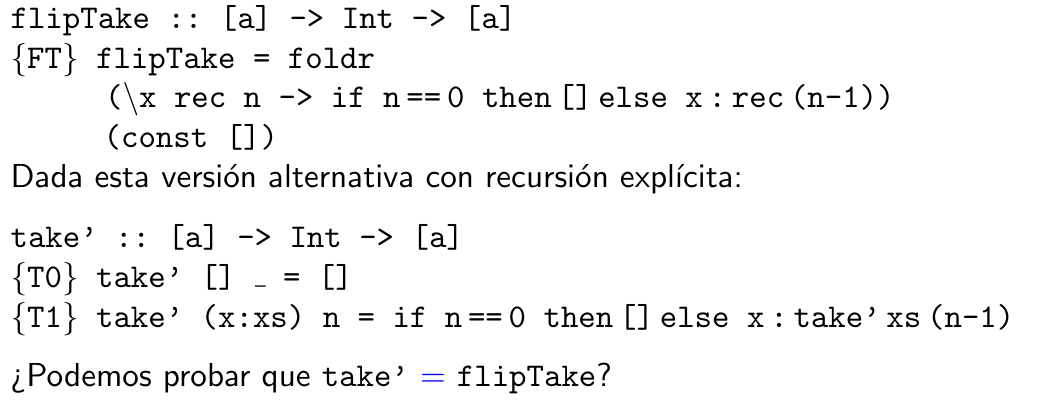 flipTake :: [a] -> Int -> [a]
{FT} flipTake = foldr
(\x rec n -> if n==0 then [] else x : rec (n-1))
(const [])
Dada esta versión alternativa con recursión explícita:
take’ :: [a] -> Int -> [a]
{T0} take’ [] _ = []
{T1} take’ (x:xs) n = if n==0 then [] else x : take’ xs (n-1)
¿Podemos probar que take’ = flipTake?